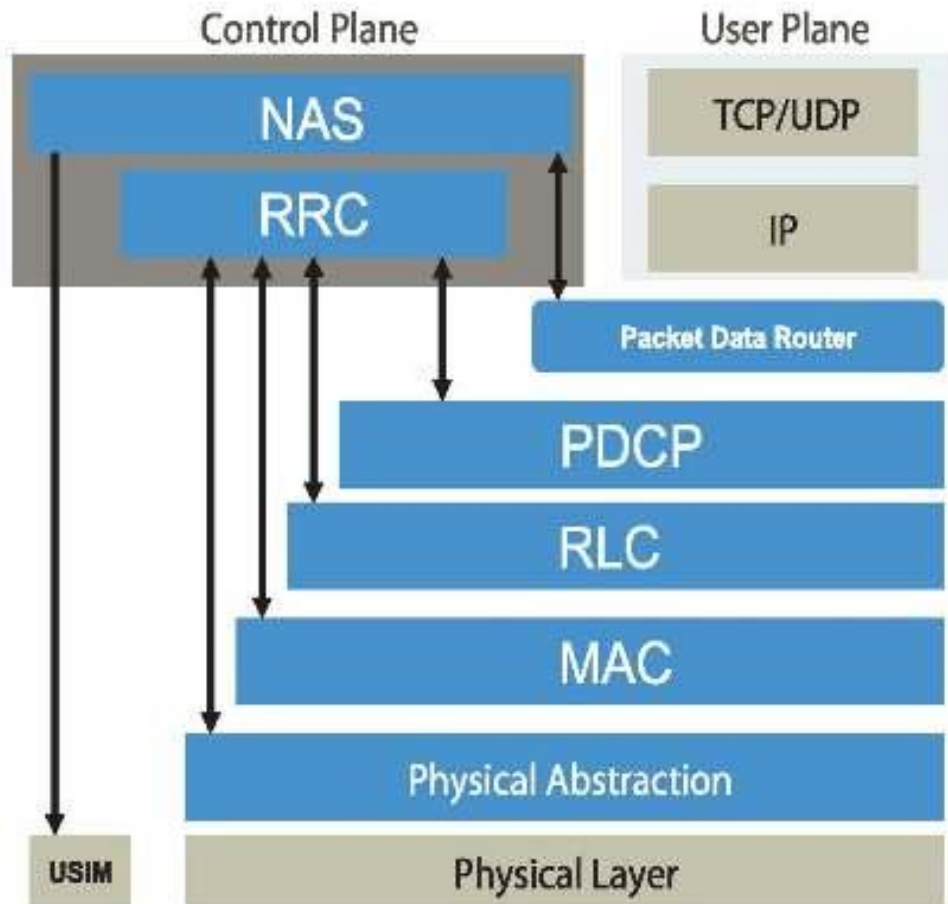 Control Plane
User Plane
NAS
TCP/UDP
RRC
IP
Packet Data Router
PDCP
RLC
MAC
Physical Abstraction
USIM
Physical Layer